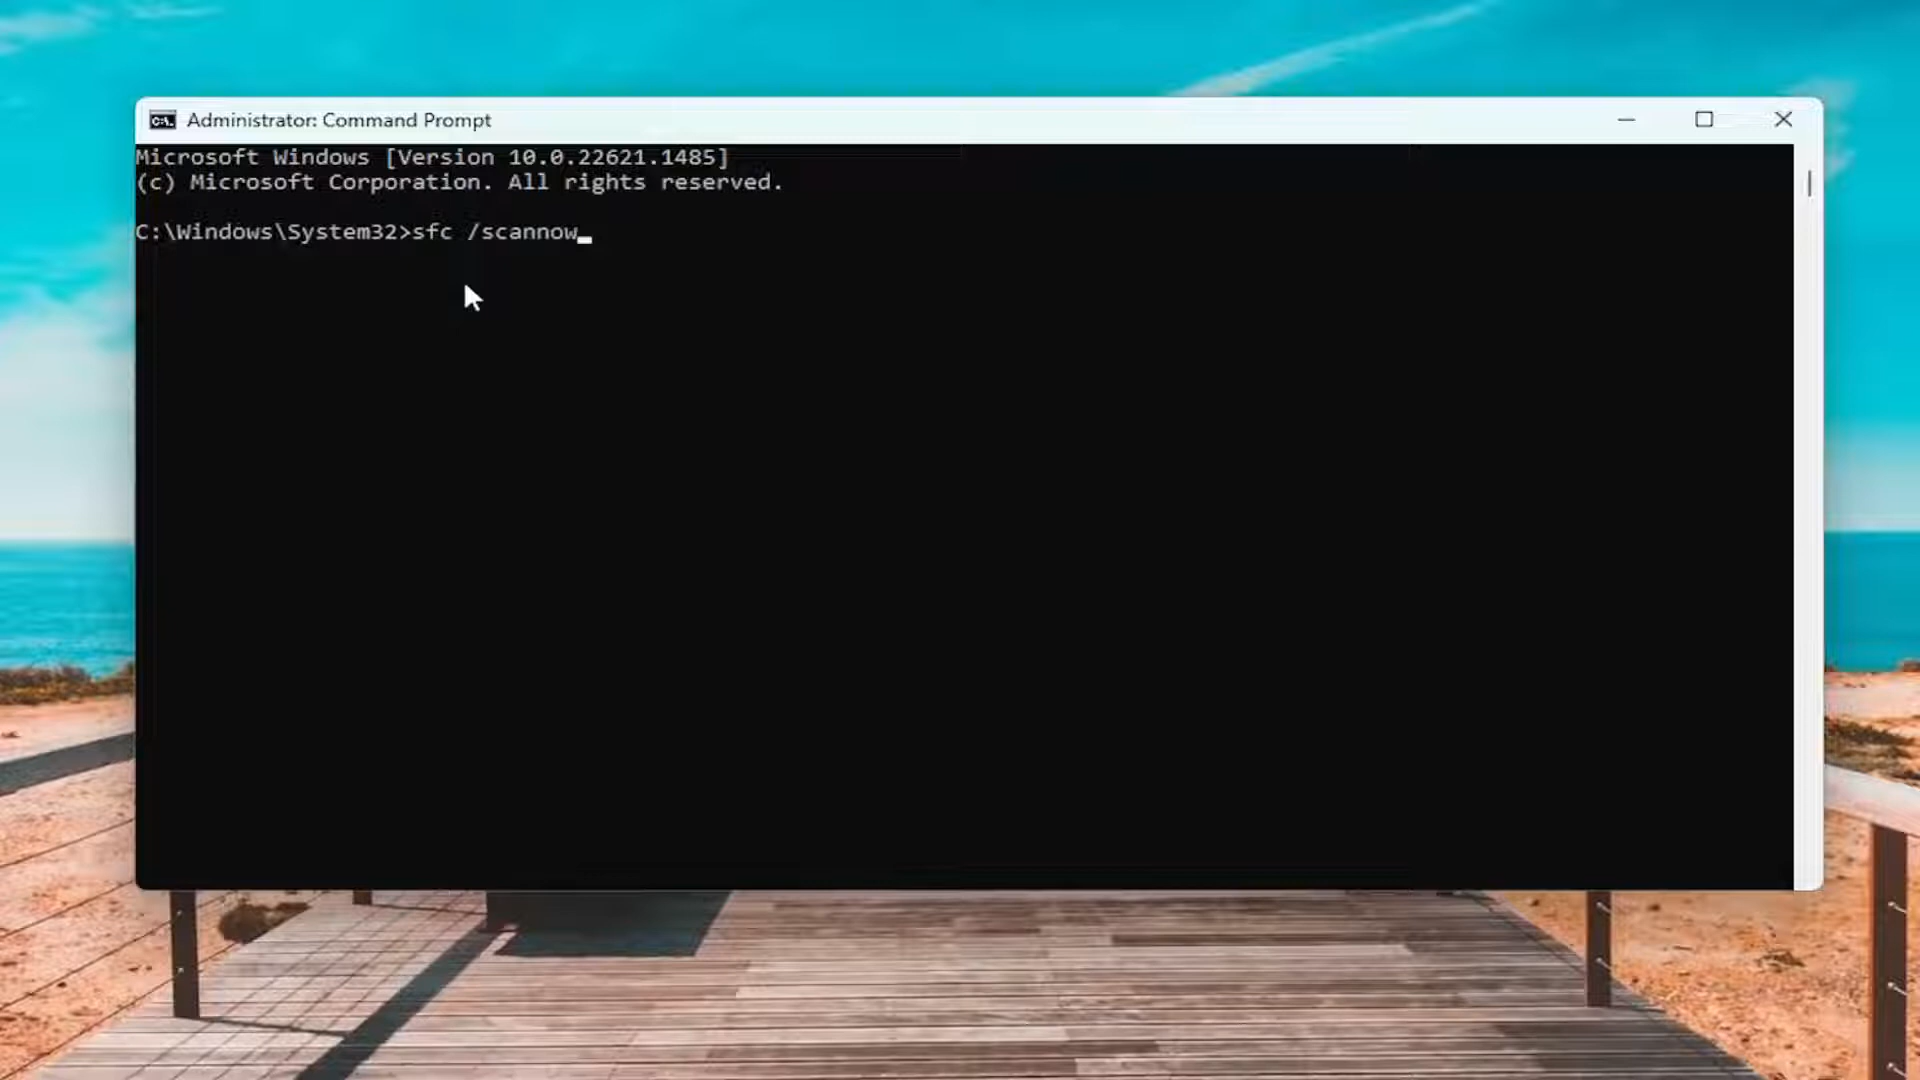 Administrator: Command Prompt
Microsoft Windows [Version 10.0.22621.1485]
(c) Microsoft Corporation. All rights reserved.
C:\Windows\System32>sfc /scannow